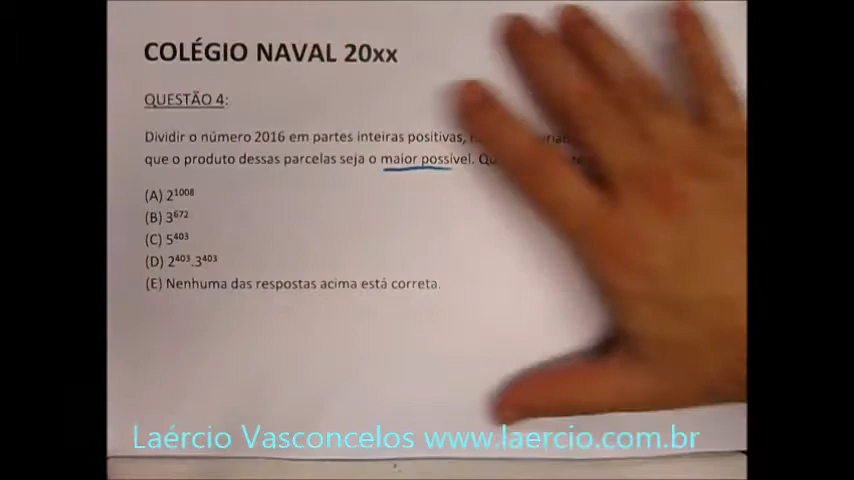 COLÉGIO NAVAL 20xx
QUESTÃO 4:
Dividir o número 2016 em partes inteiras positivas,
que o produto dessas parcelas seja o maior possível.
(A) 2¹⁰⁰⁸
(B) 3⁶⁷²
(C) 5⁴⁰³
(D) 2⁴⁰³.3⁴⁰³
(E) Nenhuma das respostas acima está correta.
Laércio Vasconcelos www.laercio.com.br